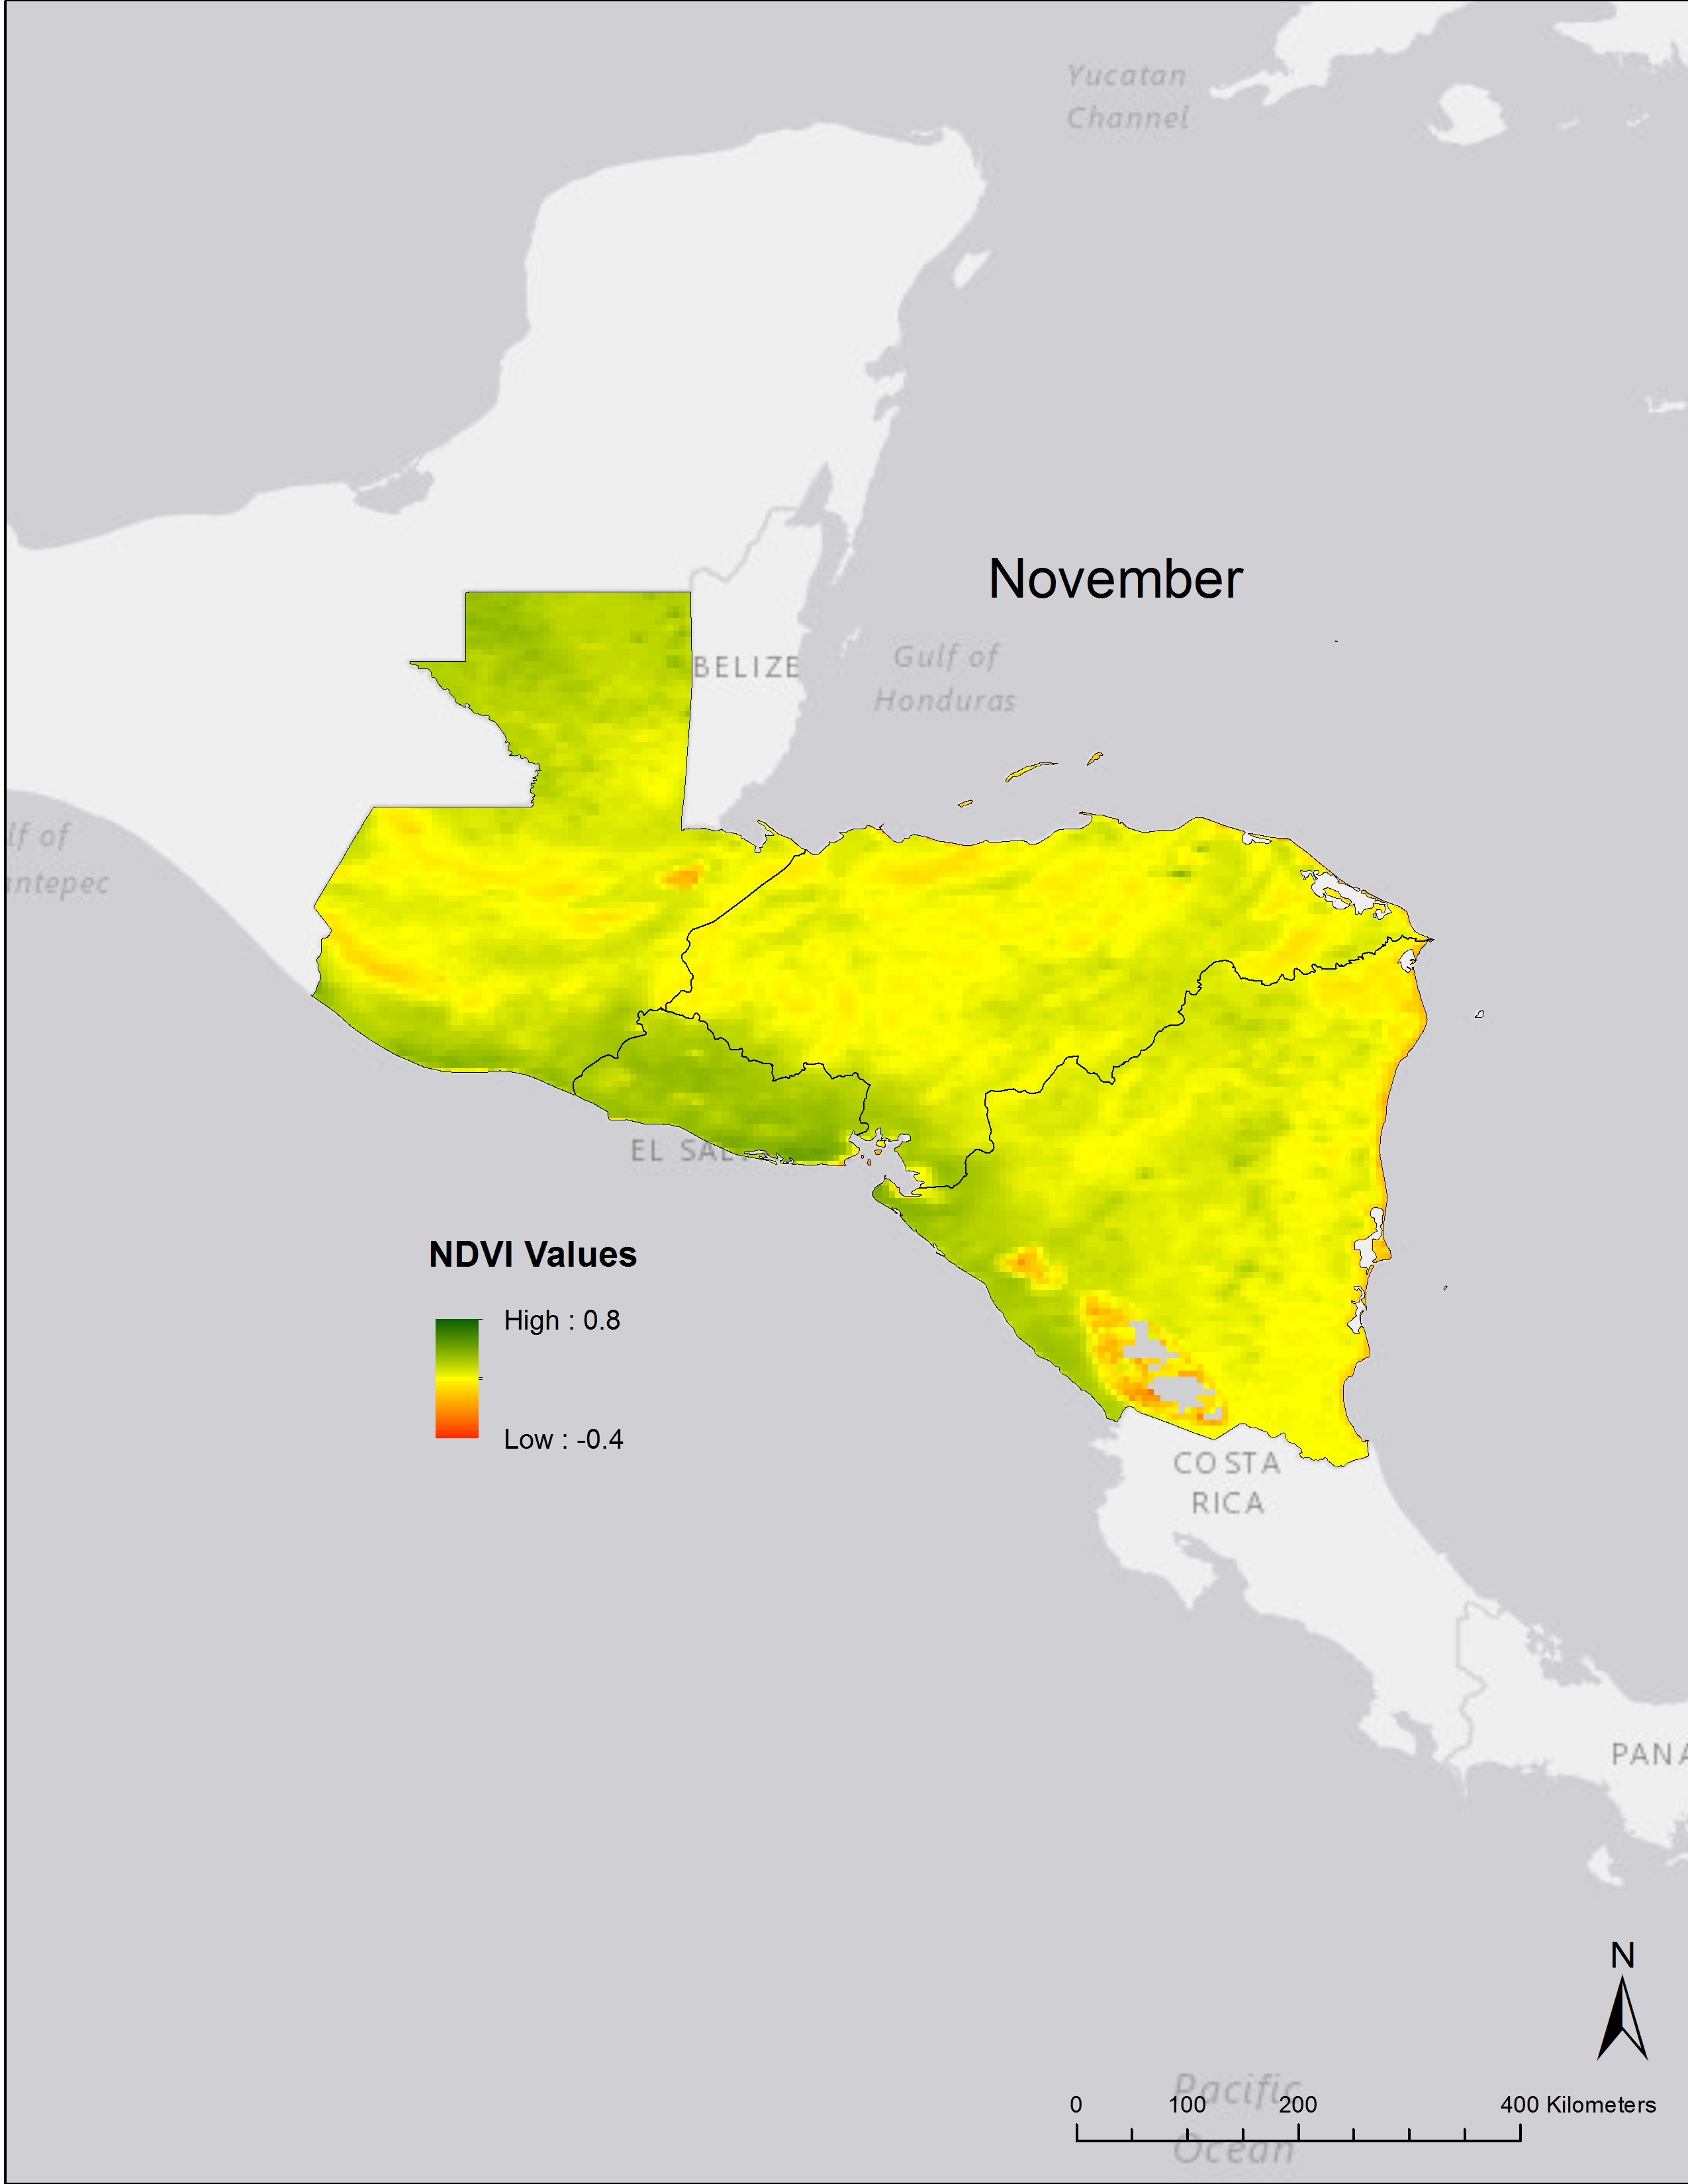 Yucatan
Channel
November
BELIZE
Gulf of
Honduras
lf of
antepec
EL SAL
NDVI Values
High : 0.8
Low : -0.4
COSTA
RICA
PANA
N
Pacific
Ocean
0 100 200 400 Kilometers